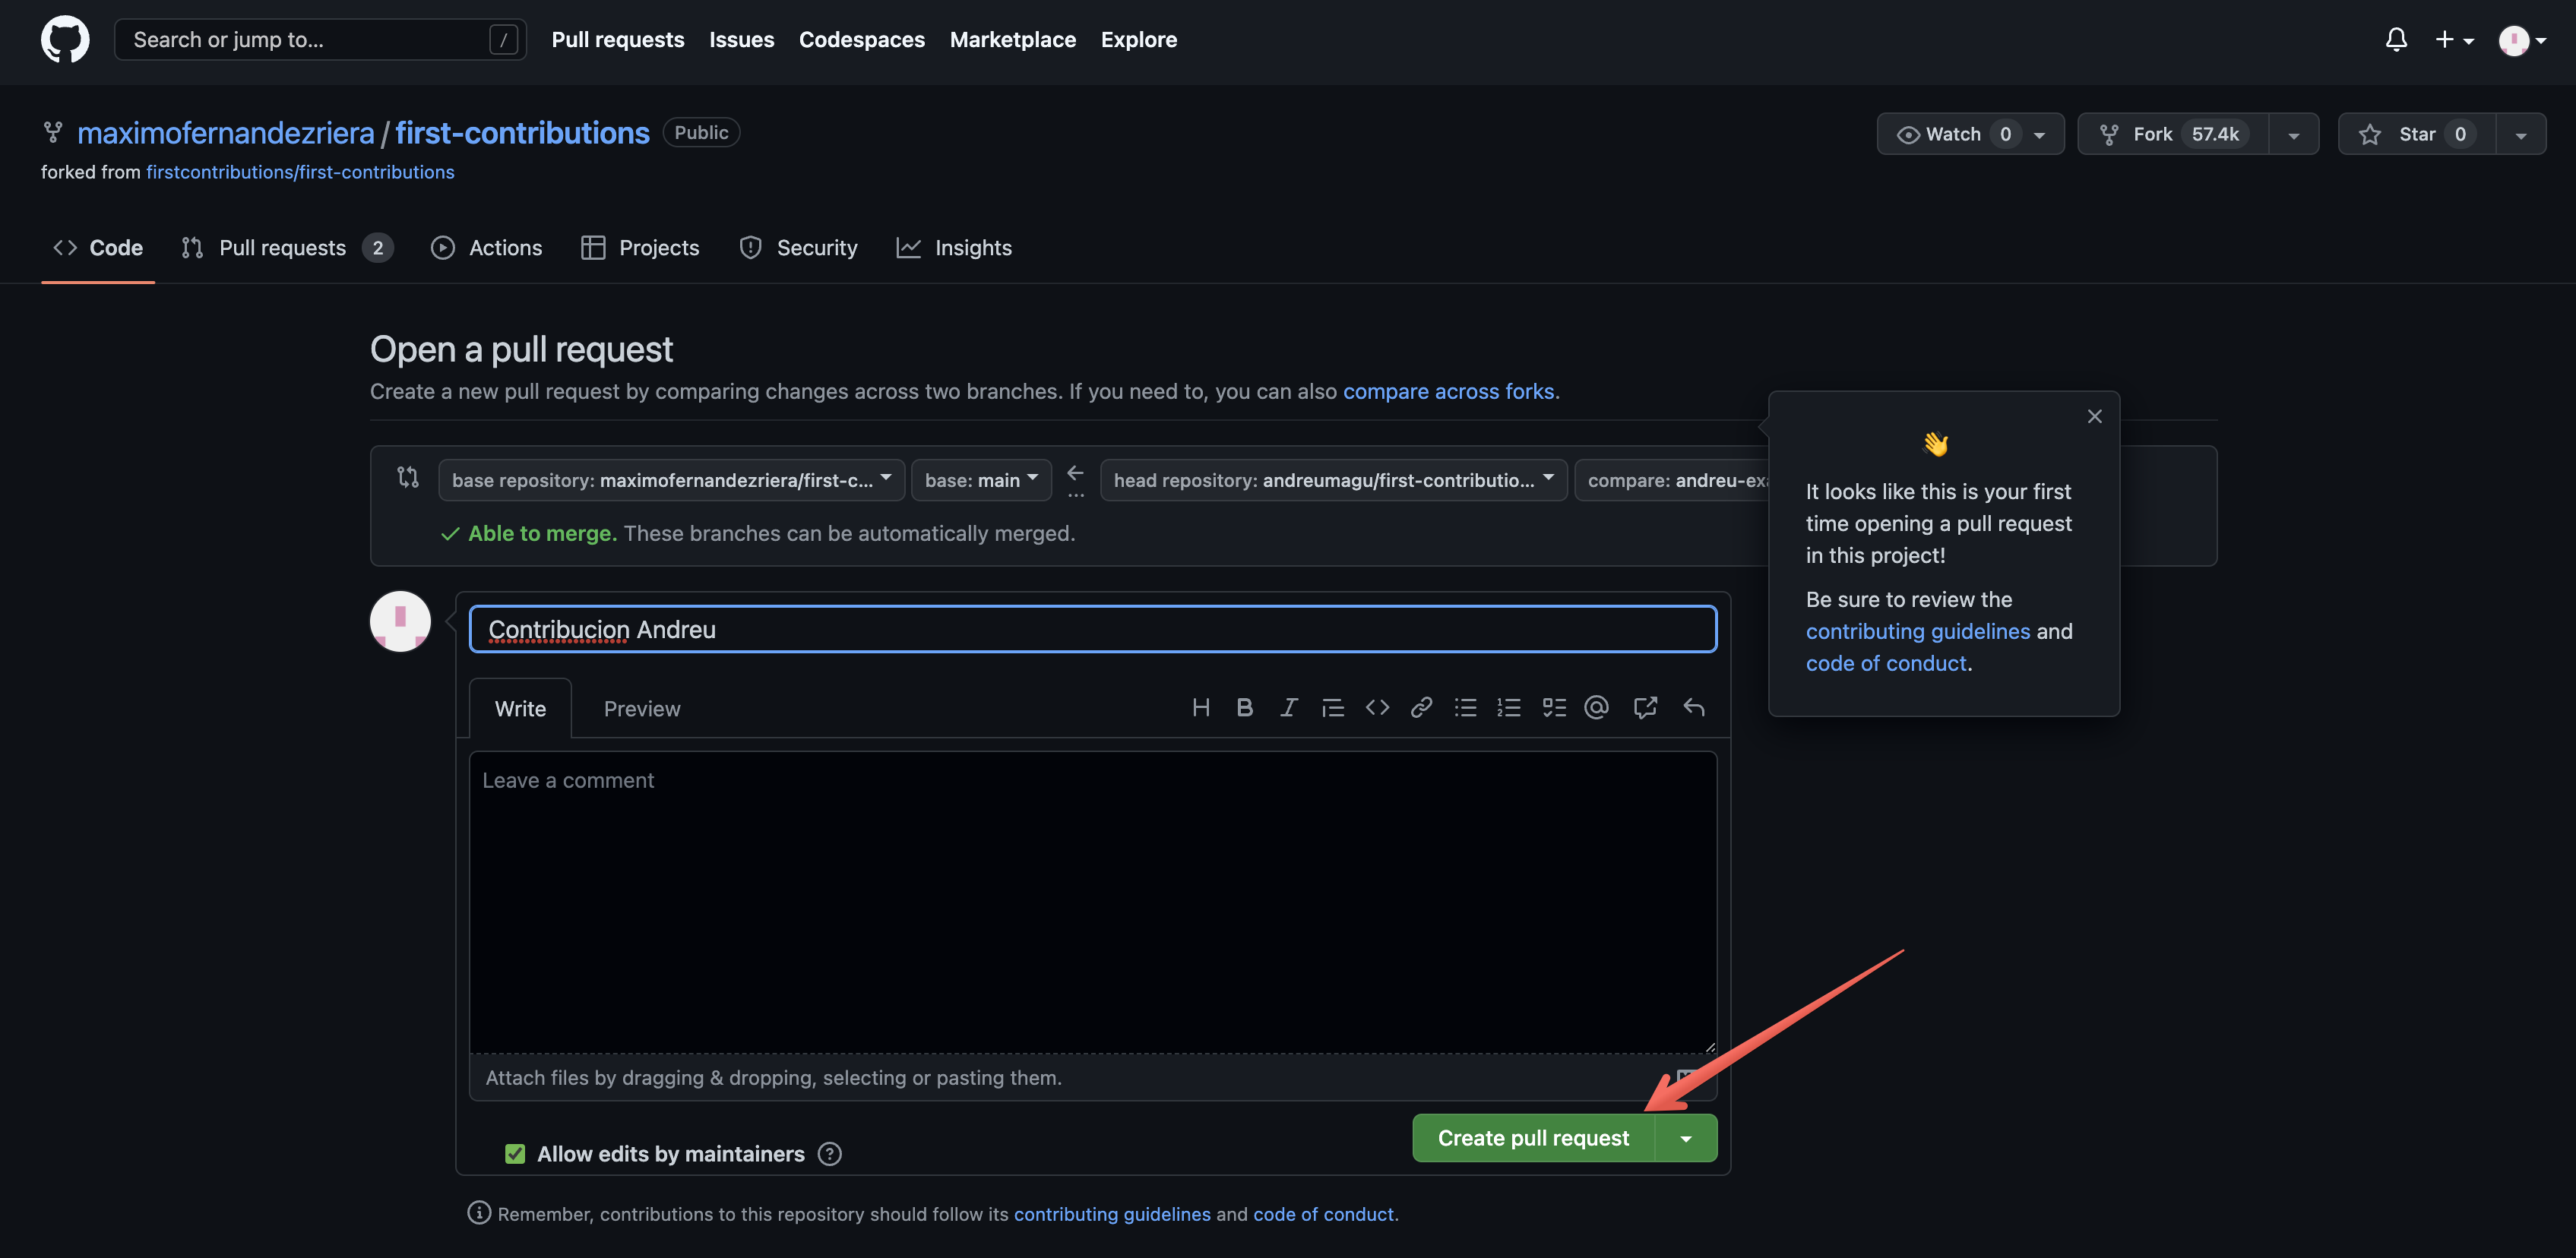 Search or jump to... /
Pull requests Issues Codespaces Marketplace Explore
maximofernandezriera / first-contributions Public
Watch 0 Fork 57.4k Star 0
forked from firstcontributions/first-contributions
Code Pull requests 2 Actions Projects Security Insights
Open a pull request
Create a new pull request by comparing changes across two branches. If you need to, you can also compare across forks.
base repository: maximofernandezriera/first-c... base: main head repository: andreumagu/first-contributio... compare: andreu-exa
Able to merge. These branches can be automatically merged.
It looks like this is your first
time opening a pull request
in this project!
Be sure to review the
contributing guidelines and
code of conduct.
Contribucion Andreu
Write Preview
Leave a comment
Attach files by dragging & dropping, selecting or pasting them.
Allow edits by maintainers
Create pull request
Remember, contributions to this repository should follow its contributing guidelines and code of conduct.